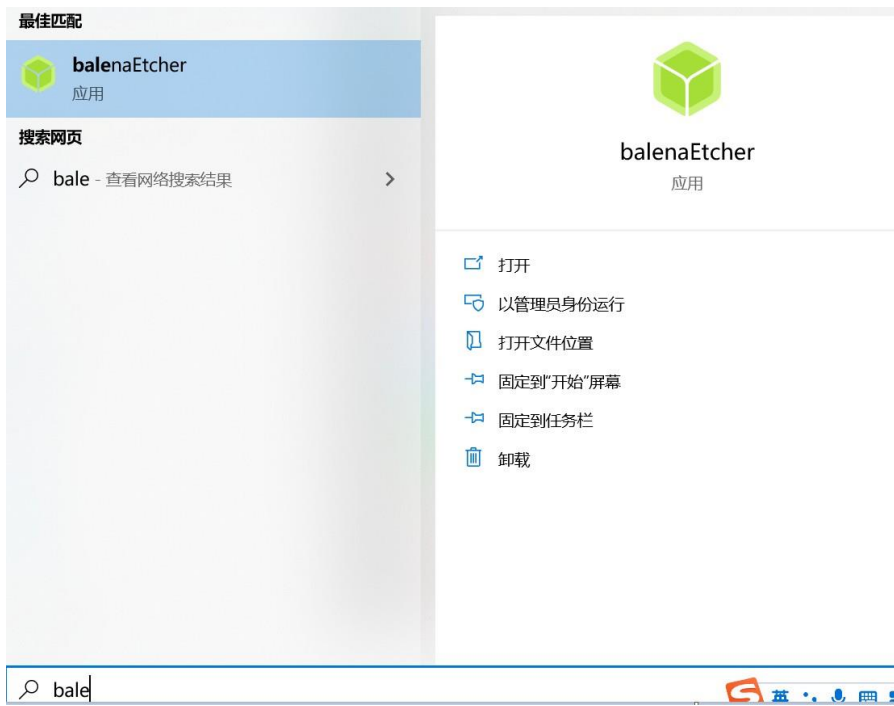 最佳匹配
balenaEtcher
应用
搜索网页
bale - 查看网络搜索结果
balenaEtcher
应用
打开
以管理员身份运行
打开文件位置
固定到"开始"屏幕
固定到任务栏
卸载
bale
英